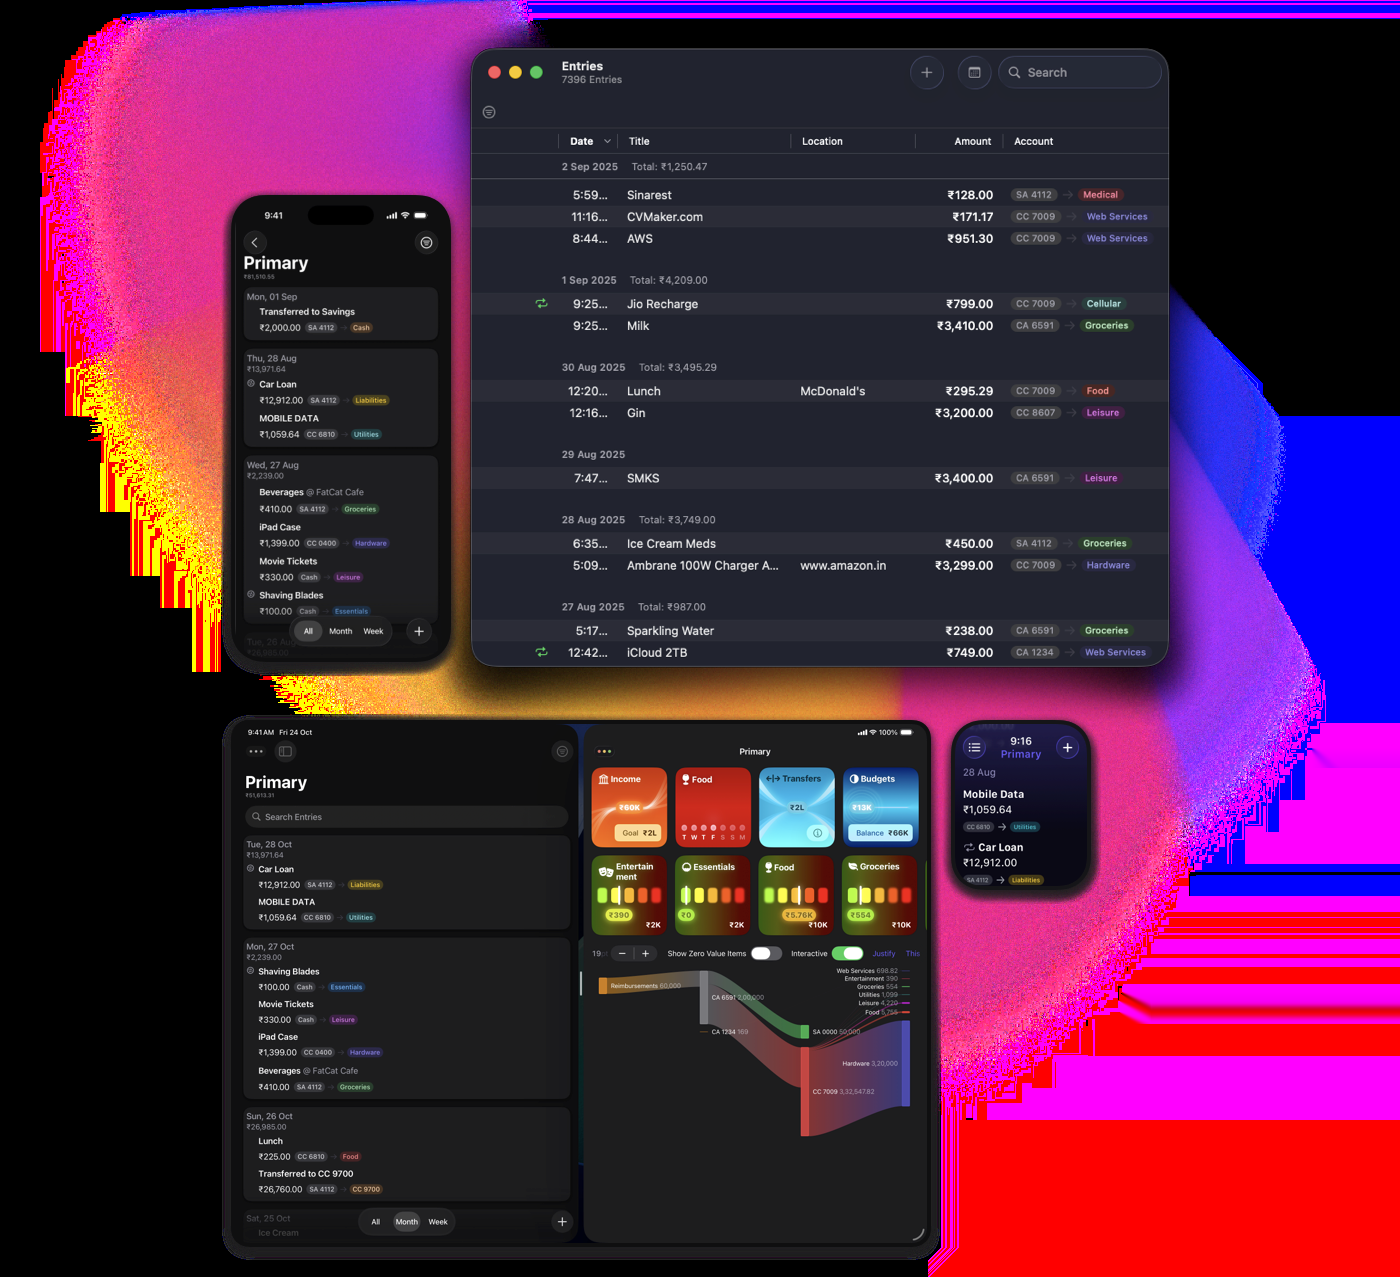 Entries
7396 Entries
Search
Date Title Location Amount Account
2 Sep 2025 Total: ₹1,250.47
5:59... Sinarest ₹128.00 SA 4112 → Medical
11:16... CVMaker.com ₹171.17 CC 7009 → Web Services
8:44... AWS ₹951.30 CC 7009 → Web Services
1 Sep 2025 Total: ₹4,209.00
9:25... Jio Recharge ₹799.00 CC 7009 → Cellular
9:25... Milk ₹3,410.00 CA 6591 → Groceries
30 Aug 2025 Total: ₹3,495.29
12:20... Lunch McDonald's ₹295.29 CC 7009 → Food
12:16... Gin ₹3,200.00 CC 8607 → Leisure
29 Aug 2025
7:47... SMKS ₹3,400.00 CA 6591 → Leisure
28 Aug 2025 Total: ₹3,749.00
6:35... Ice Cream Meds ₹450.00 SA 4112 → Groceries
5:09... Ambrane 100W Charger A... www.amazon.in ₹3,299.00 CC 7009 → Hardware
27 Aug 2025 Total: ₹987.00
5:17... Sparkling Water ₹238.00 CA 6591 → Groceries
12:42... iCloud 2TB ₹749.00 CA 1234 → Web Services
9:41
Primary
₹81,510.55
Mon, 01 Sep
Transferred to Savings
₹2,000.00 SA 4112 → Cash
Thu, 28 Aug
₹13,971.64
Car Loan
₹12,912.00 SA 4112 → Liabilities
MOBILE DATA
₹1,059.64 CC 6810 → Utilities
Wed, 27 Aug
₹2,239.00
Beverages @ FatCat Cafe
₹410.00 SA 4112 → Groceries
iPad Case
₹1,399.00 CC 0400 → Hardware
Movie Tickets
₹330.00 Cash → Leisure
Shaving Blades
₹100.00 Cash → Essentials
Tue, 26 Aug
₹26,985.00
All Month Week
9:41 AM Fri 24 Oct
100%
Primary
₹51,613.31
Search Entries
Tue, 28 Oct
₹13,971.64
Car Loan
₹12,912.00 SA 4112 → Liabilities
MOBILE DATA
₹1,059.64 CC 6810 → Utilities
Mon, 27 Oct
₹2,239.00
Shaving Blades
₹100.00 Cash → Essentials
Movie Tickets
₹330.00 Cash → Leisure
iPad Case
₹1,399.00 CC 0400 → Hardware
Beverages @ FatCat Cafe
₹410.00 SA 4112 → Groceries
Sun, 26 Oct
₹26,985.00
Lunch
₹225.00 CC 6810 → Food
Transferred to CC 9700
₹26,760.00 SA 4112 → CC 9700
Sat, 25 Oct
Ice Cream
All Month Week
Primary
Income
₹60K
Goal ₹2L
Food
T W T F S S M
Transfers
₹2L
Budgets
₹13K
Balance ₹66K
Entertain
ment
₹390
₹2K
Essentials
₹0
₹2K
Food
₹5.76K
₹10K
Groceries
₹554
₹10K
Show Zero Value Items Interactive Justify This
Reimbursements 60,000
CA 6591 2,00,000
CA 1234 169
SA 0000 50,000
CC 7009 3,32,547.82
Web Services 698.82
Entertainment 390
Groceries 554
Utilities 1,099
Leisure 4,220
Food 5,755
Hardware 3,20,000
9:16
Primary
28 Aug
Mobile Data
₹1,059.64
CC 6810 → Utilities
Car Loan
₹12,912.00
SA 4112 → Liabilities